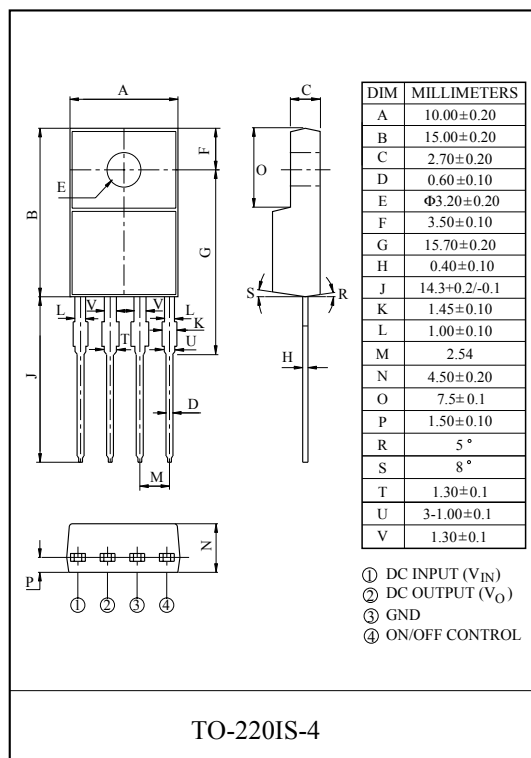 A
B
E
F
G
L
V
V
L
K
T
U
J
D
M
N
P
① ② ③ ④
C
O
S
R
H
DIM MILLIMETERS
A 10.00±0.20
B 15.00±0.20
C 2.70±0.20
D 0.60±0.10
E Φ3.20±0.20
F 3.50±0.10
G 15.70±0.20
H 0.40±0.10
J 14.3+0.2/-0.1
K 1.45±0.10
L 1.00±0.10
M 2.54
N 4.50±0.20
O 7.5±0.1
P 1.50±0.10
R 5°
S 8°
T 1.30±0.1
U 3-1.00±0.1
V 1.30±0.1
① DC INPUT (VIN)
② DC OUTPUT (VO)
③ GND
④ ON/OFF CONTROL
TO-220IS-4